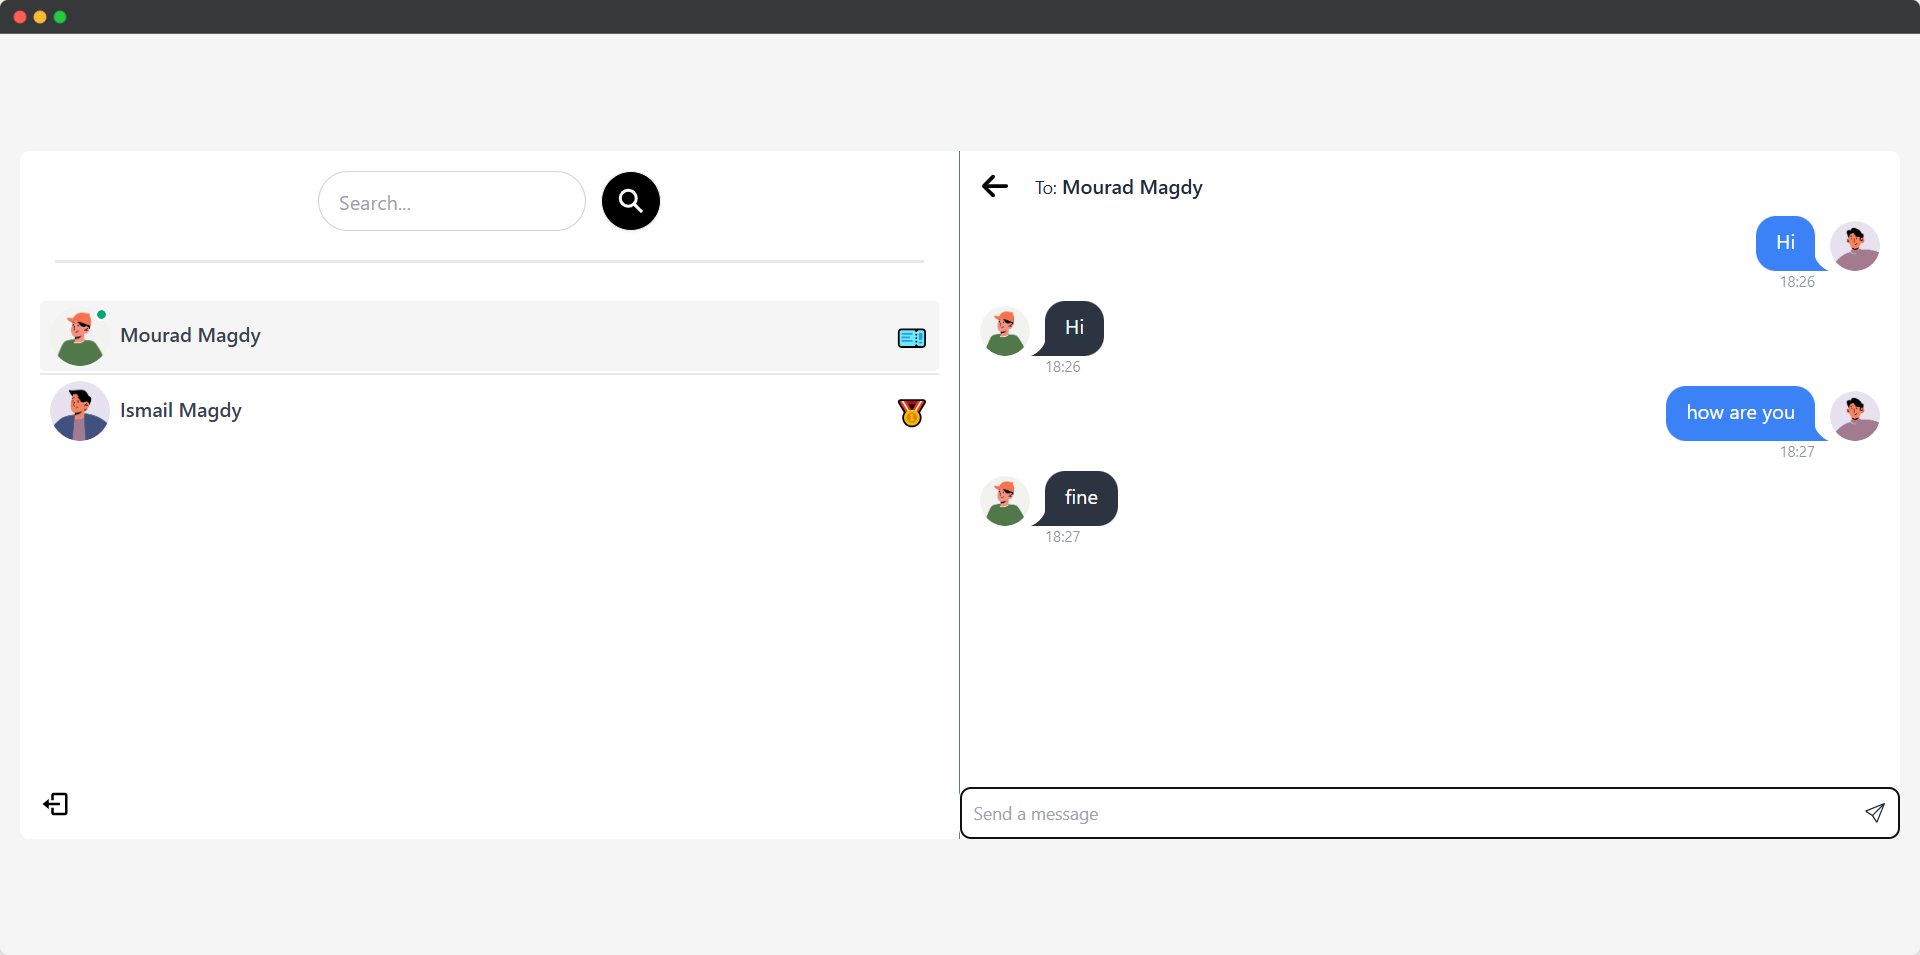 Search...
Mourad Magdy
Ismail Magdy
To: Mourad Magdy
Hi
18:26
Hi
18:26
how are you
18:27
fine
18:27
Send a message